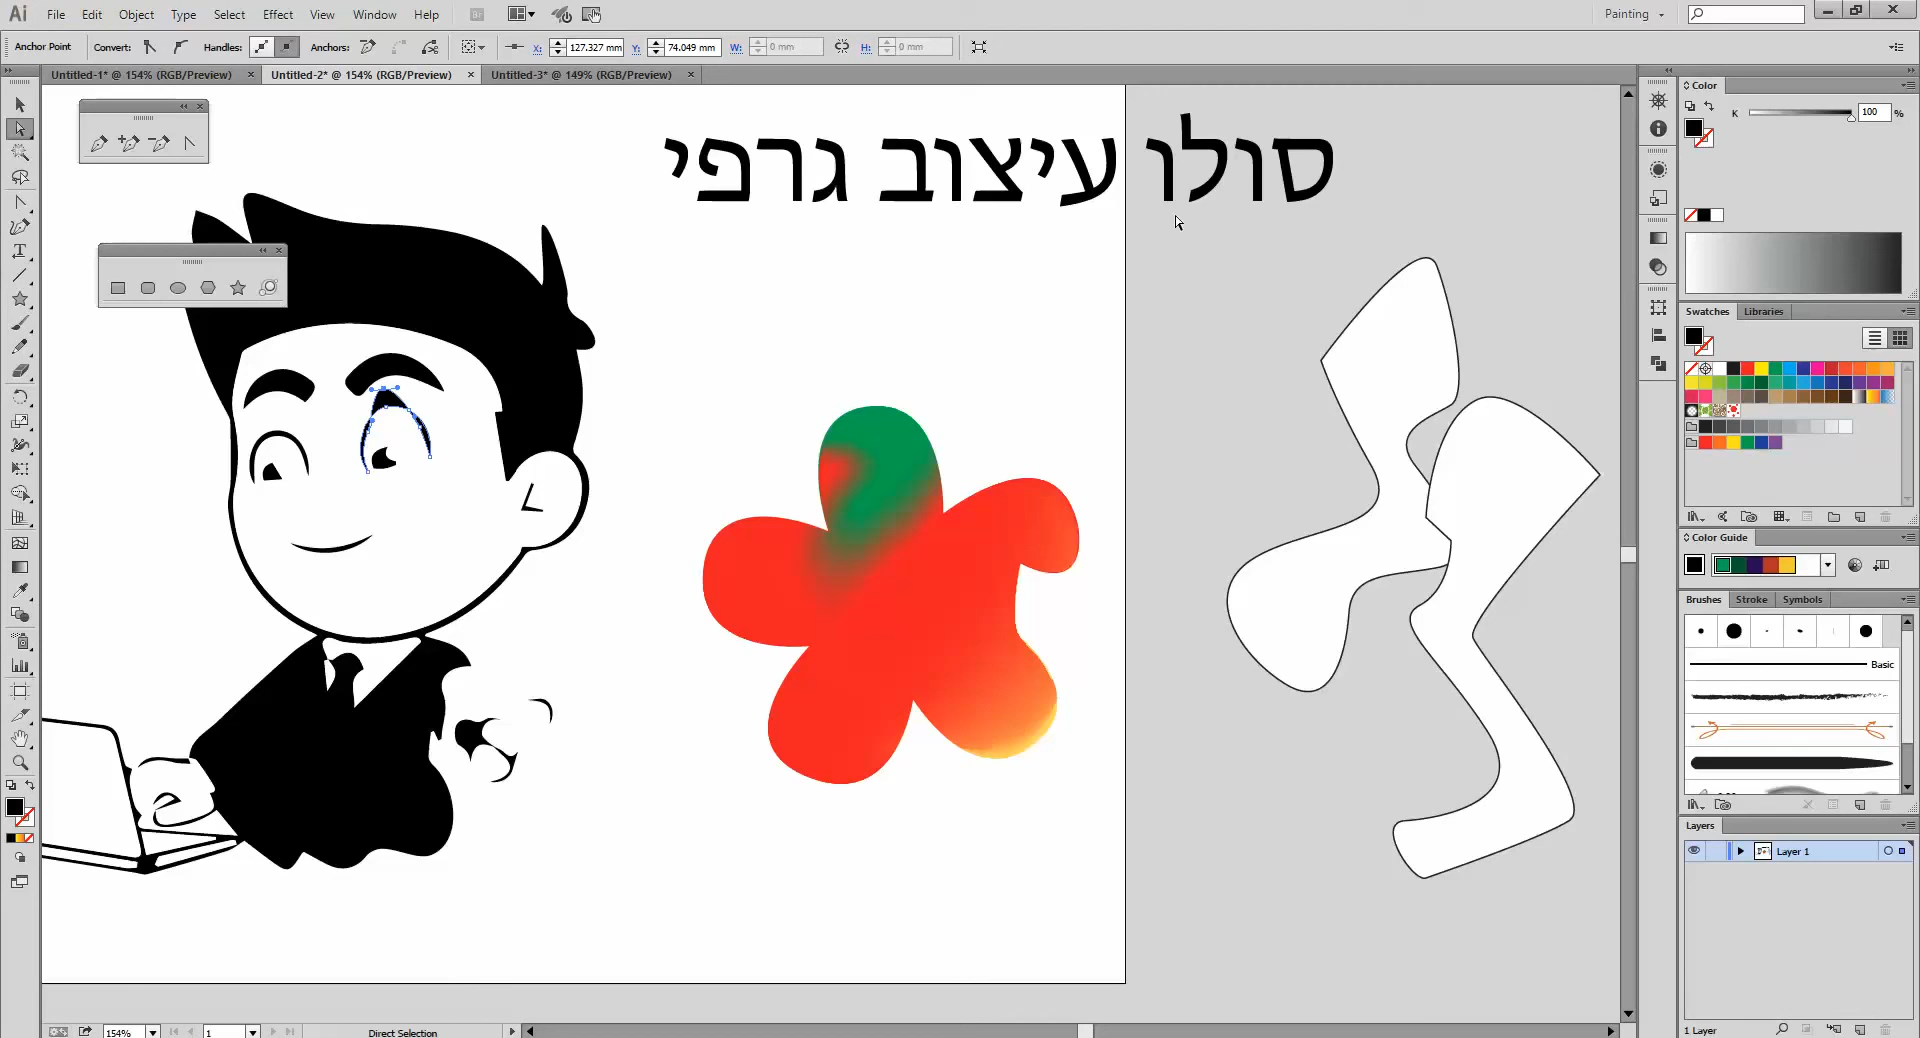 Ai File Edit Object Type Select Effect View Window Help Br Painting
Anchor Point Convert: Handles: Anchors: X: 127.327 mm Y: 74.049 mm W: 0 mm H: 0 mm
Untitled-1* @ 154% (RGB/Preview) Untitled-2* @ 154% (RGB/Preview) Untitled-3* @ 149% (RGB/Preview)
Color
K 100 %
סולו עיצוב גרפי
Swatches Libraries
Color Guide
Brushes Stroke Symbols
Basic
Layers
Layer 1
1 Layer
154% 1 Direct Selection